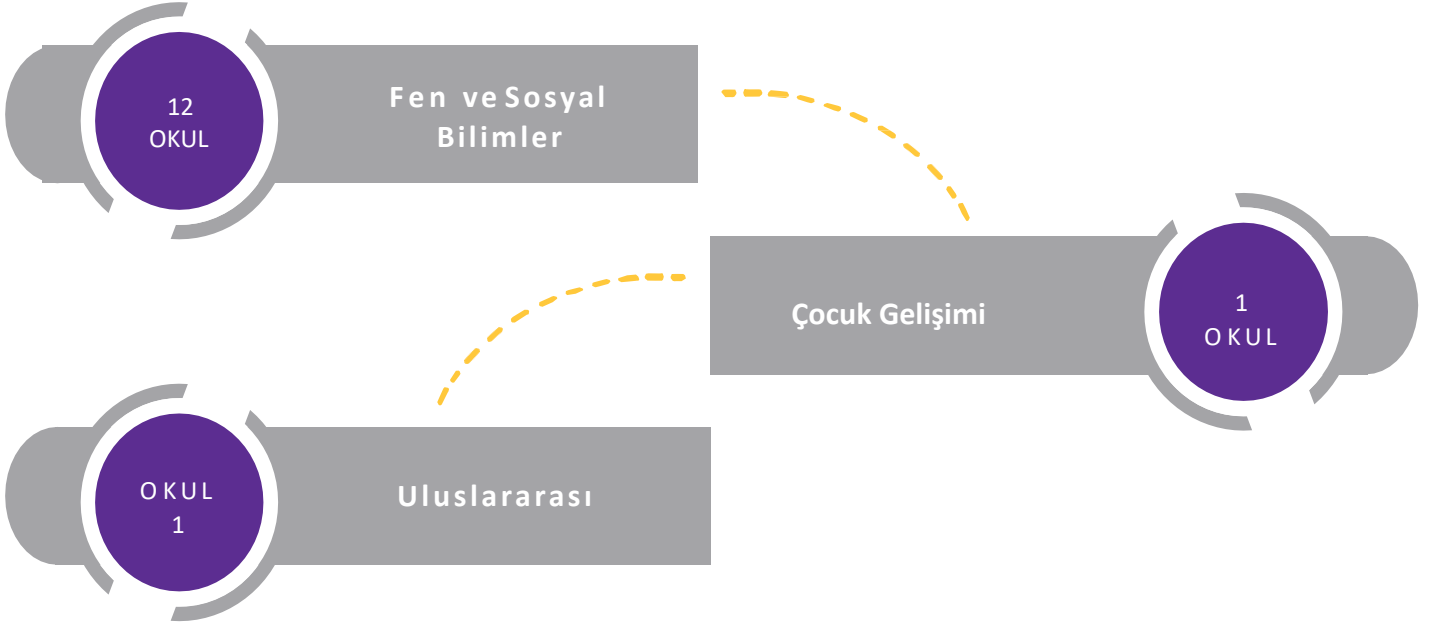 12
OKUL
Fen ve Sosyal
Bilimler
Çocuk Gelişimi
1
OKUL
OKUL
1
Uluslararası